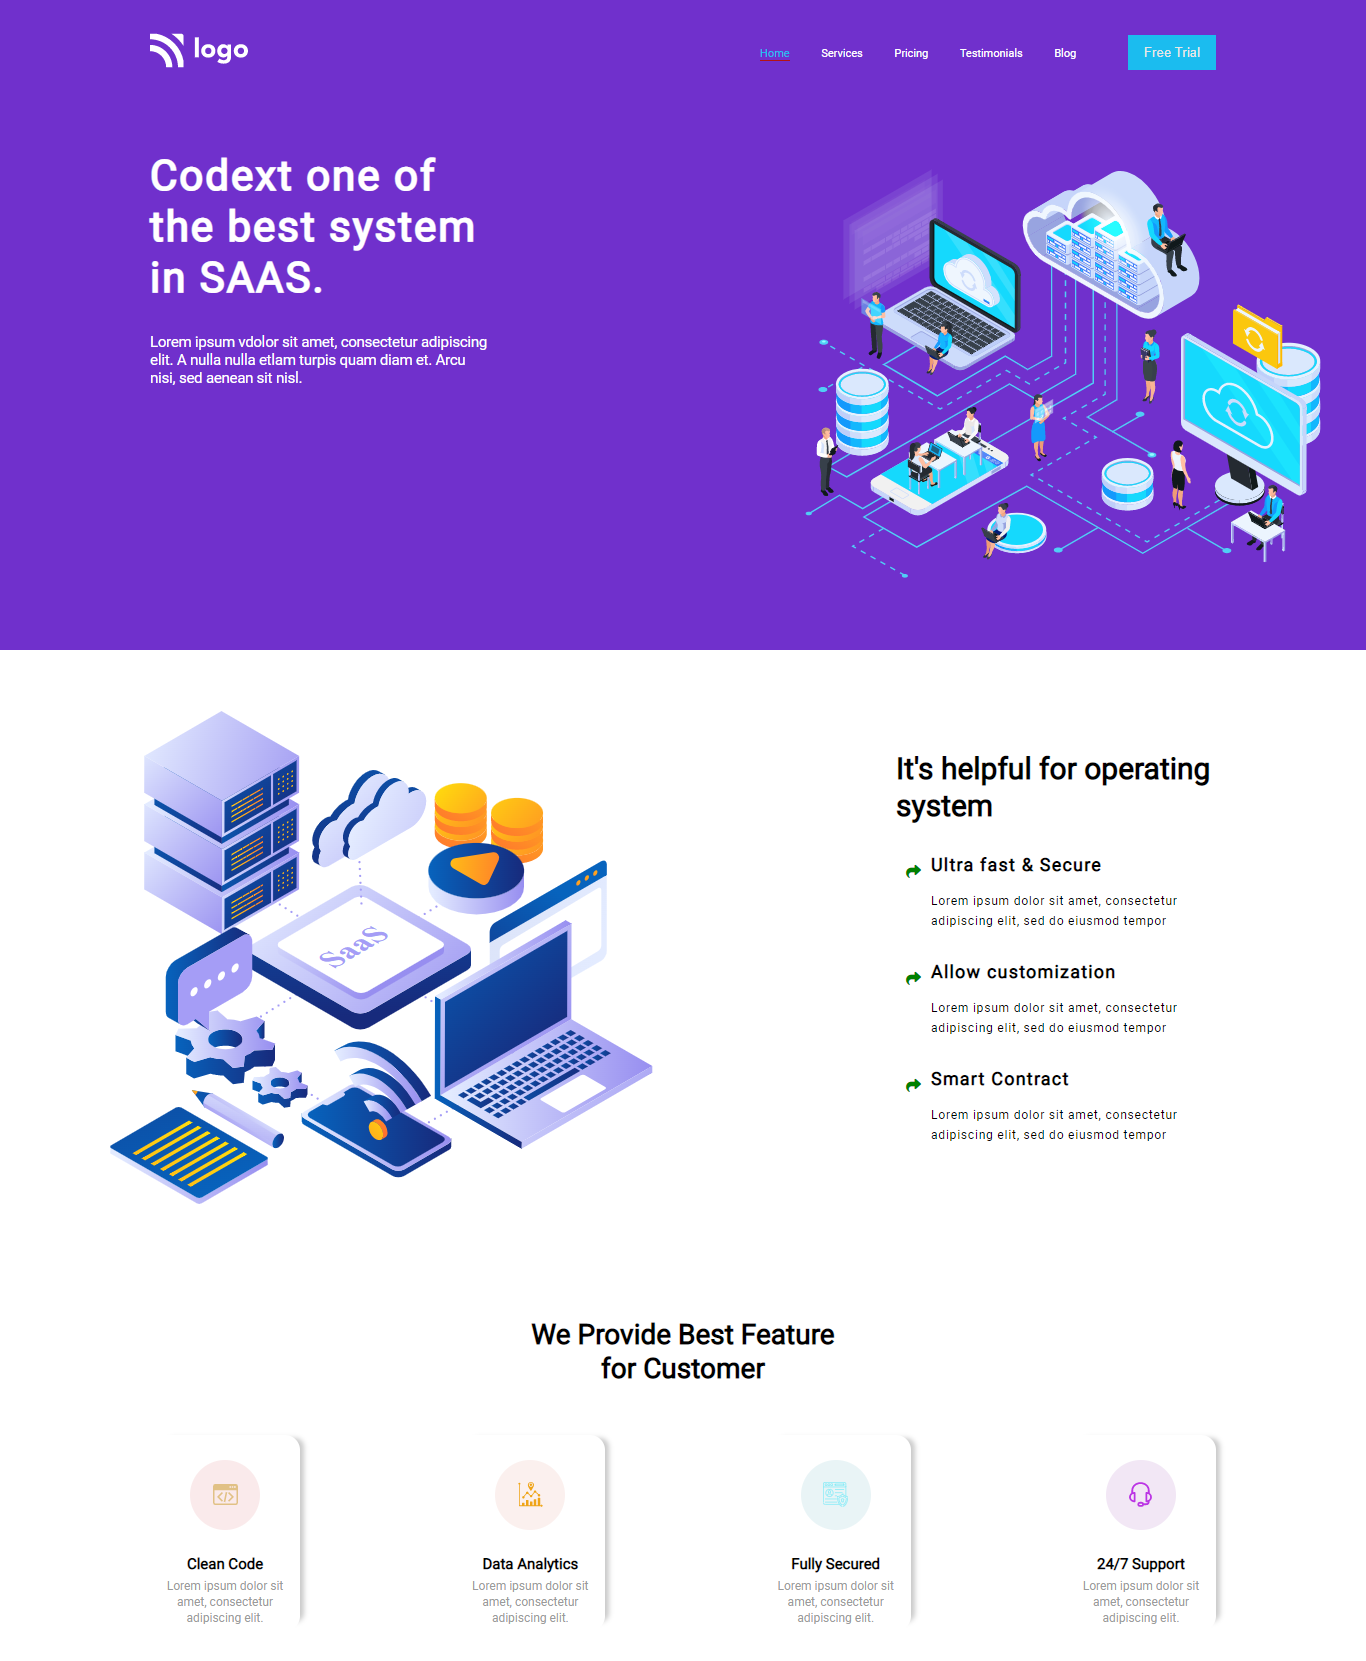 logo
Home Services Pricing Testimonials Blog Free Trial
Codext one of
the best system
in SAAS.
Lorem ipsum vdolor sit amet, consectetur adipiscing
elit. A nulla nulla etlam turpis quam diam et. Arcu
nisi, sed aenean sit nisl.
SaaS
It's helpful for operating
system
Ultra fast & Secure
Lorem ipsum dolor sit amet, consectetur
adipiscing elit, sed do eiusmod tempor
Allow customization
Lorem ipsum dolor sit amet, consectetur
adipiscing elit, sed do eiusmod tempor
Smart Contract
Lorem ipsum dolor sit amet, consectetur
adipiscing elit, sed do eiusmod tempor
We Provide Best Feature
for Customer
Clean Code
Lorem ipsum dolor sit
amet, consectetur
adipiscing elit.
Data Analytics
Lorem ipsum dolor sit
amet, consectetur
adipiscing elit.
Fully Secured
Lorem ipsum dolor sit
amet, consectetur
adipiscing elit.
24/7 Support
Lorem ipsum dolor sit
amet, consectetur
adipiscing elit.